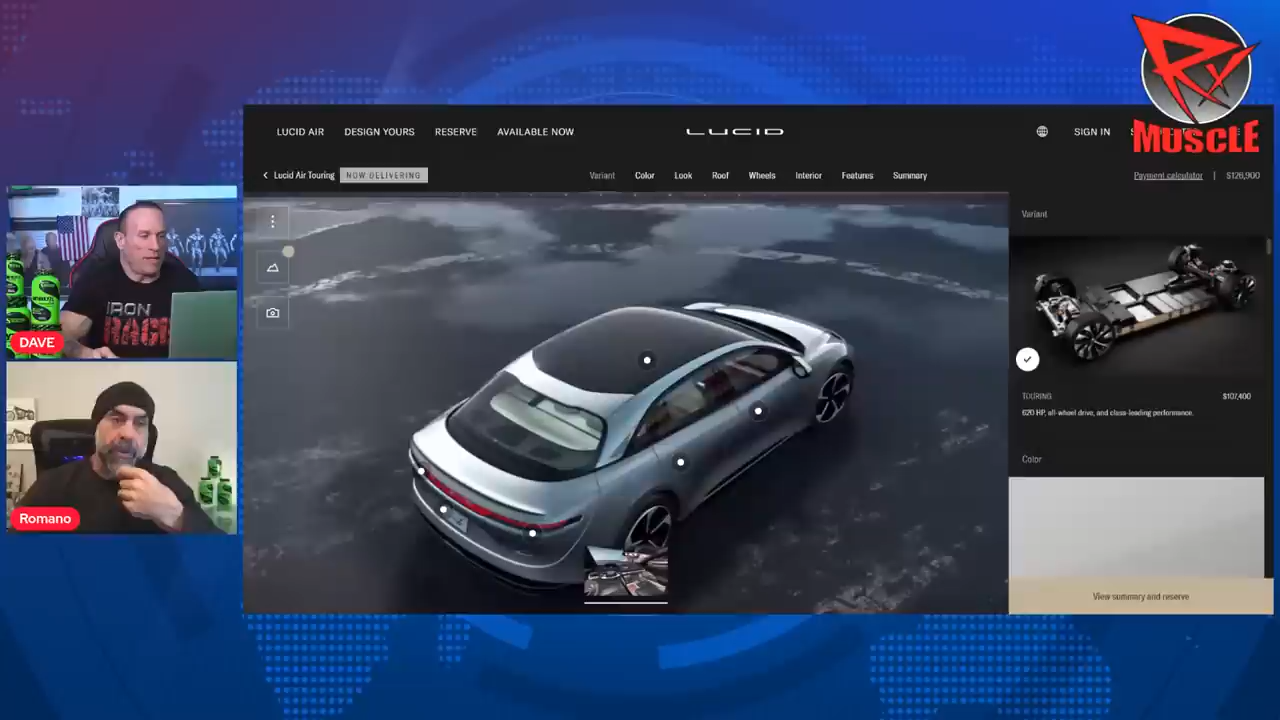 Rx
MUSCLE
LUCID AIR
DESIGN YOURS
RESERVE
AVAILABLE NOW
LUCID
SIGN IN
Lucid Air Touring
NOW DELIVERING
Variant
Color
Look
Roof
Wheels
Interior
Features
Summary
Payment calculator | $126,900
Variant
TOURING
$107,400
620 HP, all-wheel drive, and class-leading performance.
Color
View summary and reserve
IRON
RAGE
DAVE
Romano